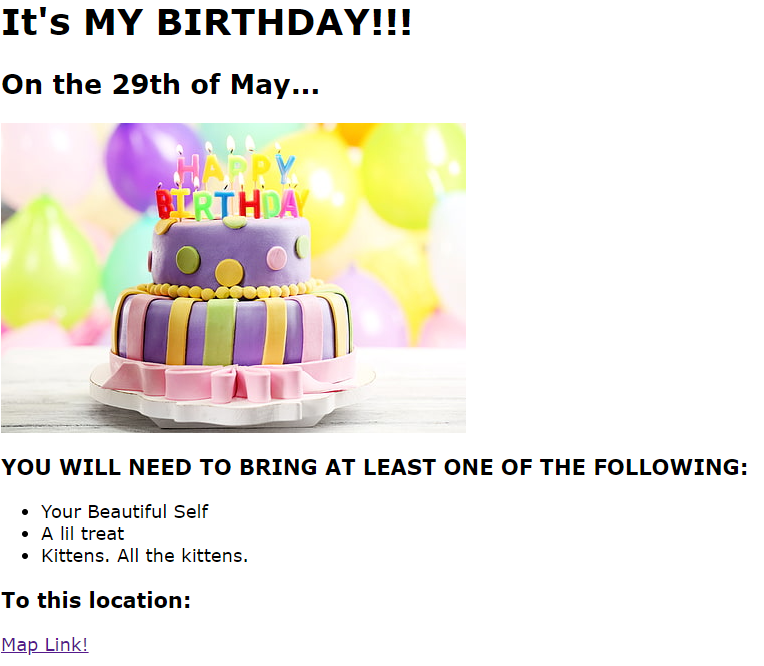 It's MY BIRTHDAY!!!
On the 29th of May...
HAPPY
BIRTHDAY
YOU WILL NEED TO BRING AT LEAST ONE OF THE FOLLOWING:
Your Beautiful Self
A lil treat
Kittens. All the kittens.
To this location:
Map Link!